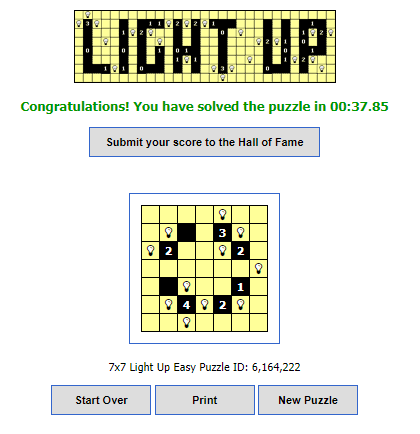 LIGHT UP
Congratulations! You have solved the puzzle in 00:37.85
Submit your score to the Hall of Fame
3
2 2
1
4 2
7x7 Light Up Easy Puzzle ID: 6,164,222
Start Over Print New Puzzle